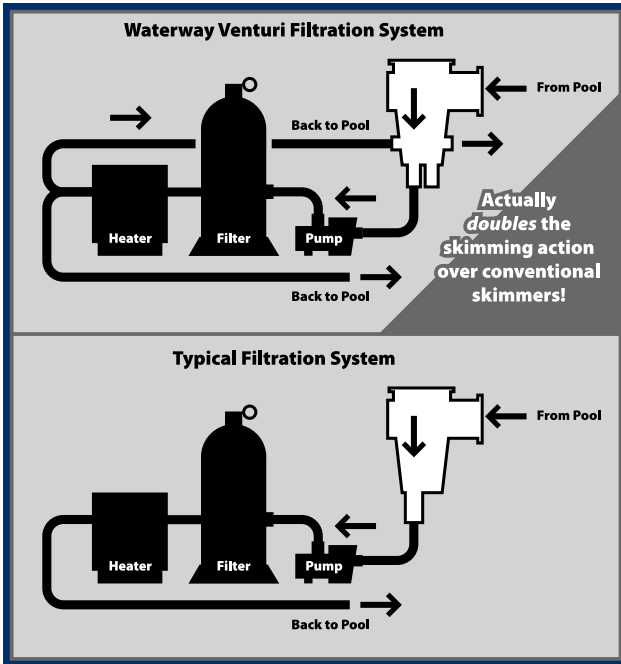 Waterway Venturi Filtration System
From Pool
Back to Pool
Actually
doubles the
skimming action
over conventional
skimmers!
Heater
Filter
Pump
Back to Pool
Typical Filtration System
From Pool
Heater
Filter
Pump
Back to Pool